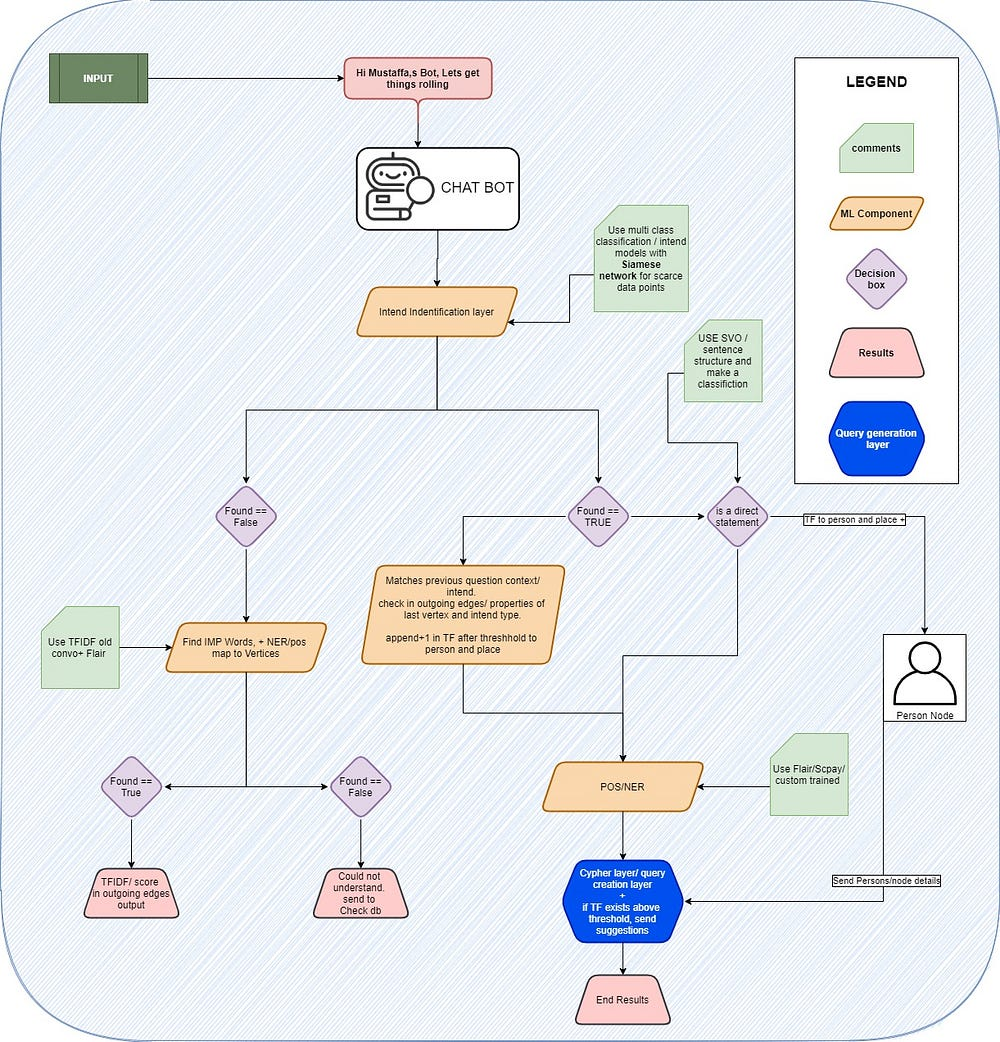 INPUT
Hi Mustaffa,s Bot, Lets get
things rolling
LEGEND
comments
ML Component
Decision
box
Results
Query generation
layer
CHAT BOT
Use multi class
classification / intend
models with
Siamese
network for scarce
data points
Intend Indentification layer
USE SVO /
sentence
structure and
make a
classifiction
Found ==
False
Found ==
TRUE
is a direct
statement
TF to person and place +
Matches previous question context/
intend.
check in outgoing edges/ properties of
last vertex and intend type.
append+1 in TF after threshhold to
person and place
Use TFIDF old
convo+ Flair
Find IMP Words, + NER/pos
map to Vertices
Person Node
Found ==
True
Found ==
False
POS/NER
Use Flair/Scpay/
custom trained
TFIDF/ score
in outgoing edges
output
Could not
understand.
send to
Check db
Cypher layer/ query
creation layer
+
if TF exists above
threshold, send
suggestions
Send Persons/node details
End Results